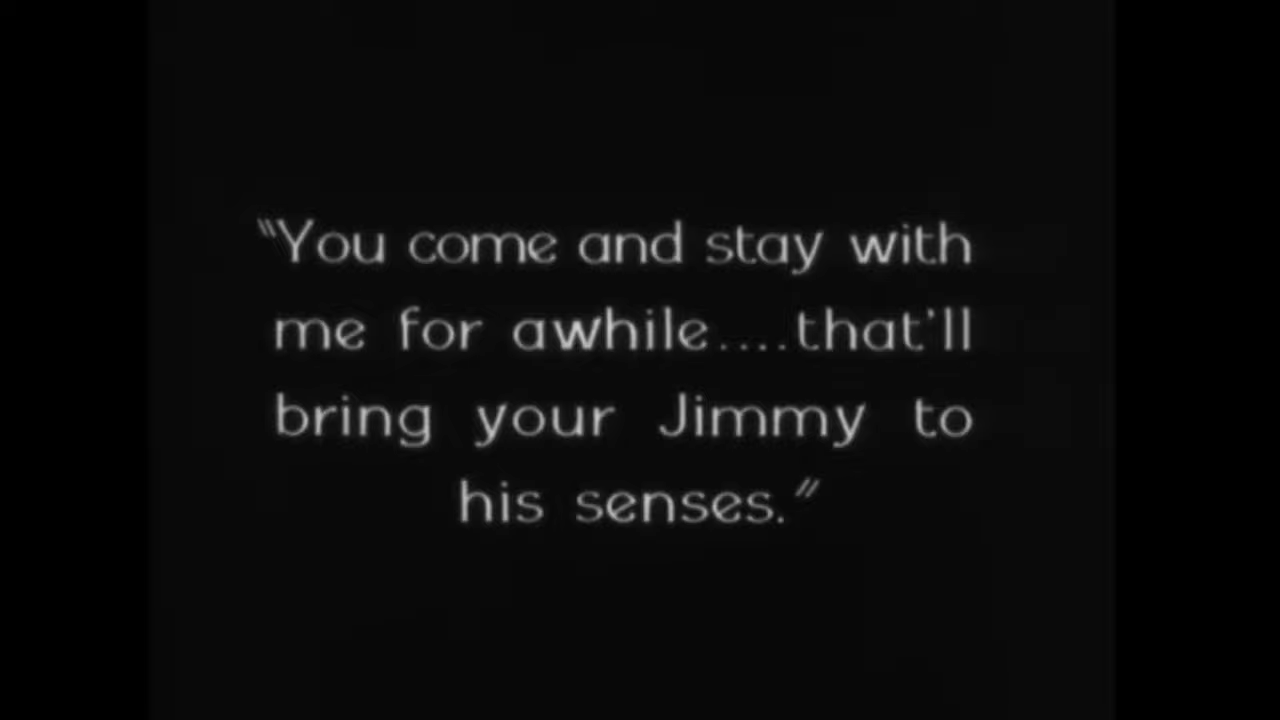 "You come and stay with
me for awhile....that'll
bring your Jimmy to
his senses."